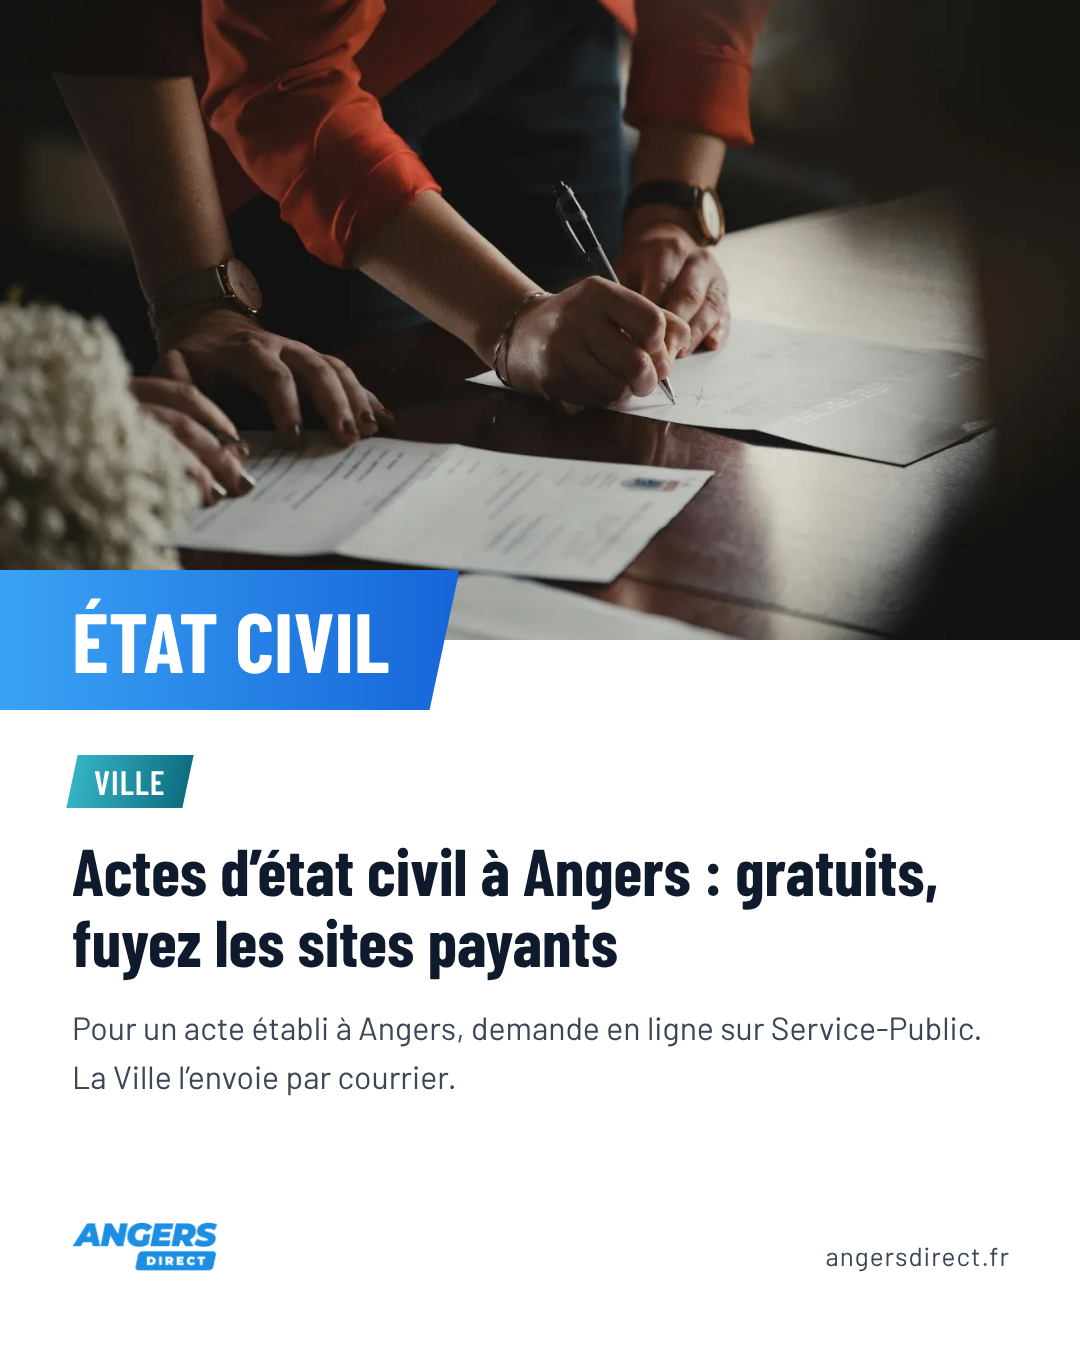 ÉTAT CIVIL
VILLE
Actes d’état civil à Angers : gratuits,
fuyez les sites payants
Pour un acte établi à Angers, demande en ligne sur Service-Public.
La Ville l’envoie par courrier.
ANGERS
DIRECT
angersdirect.fr